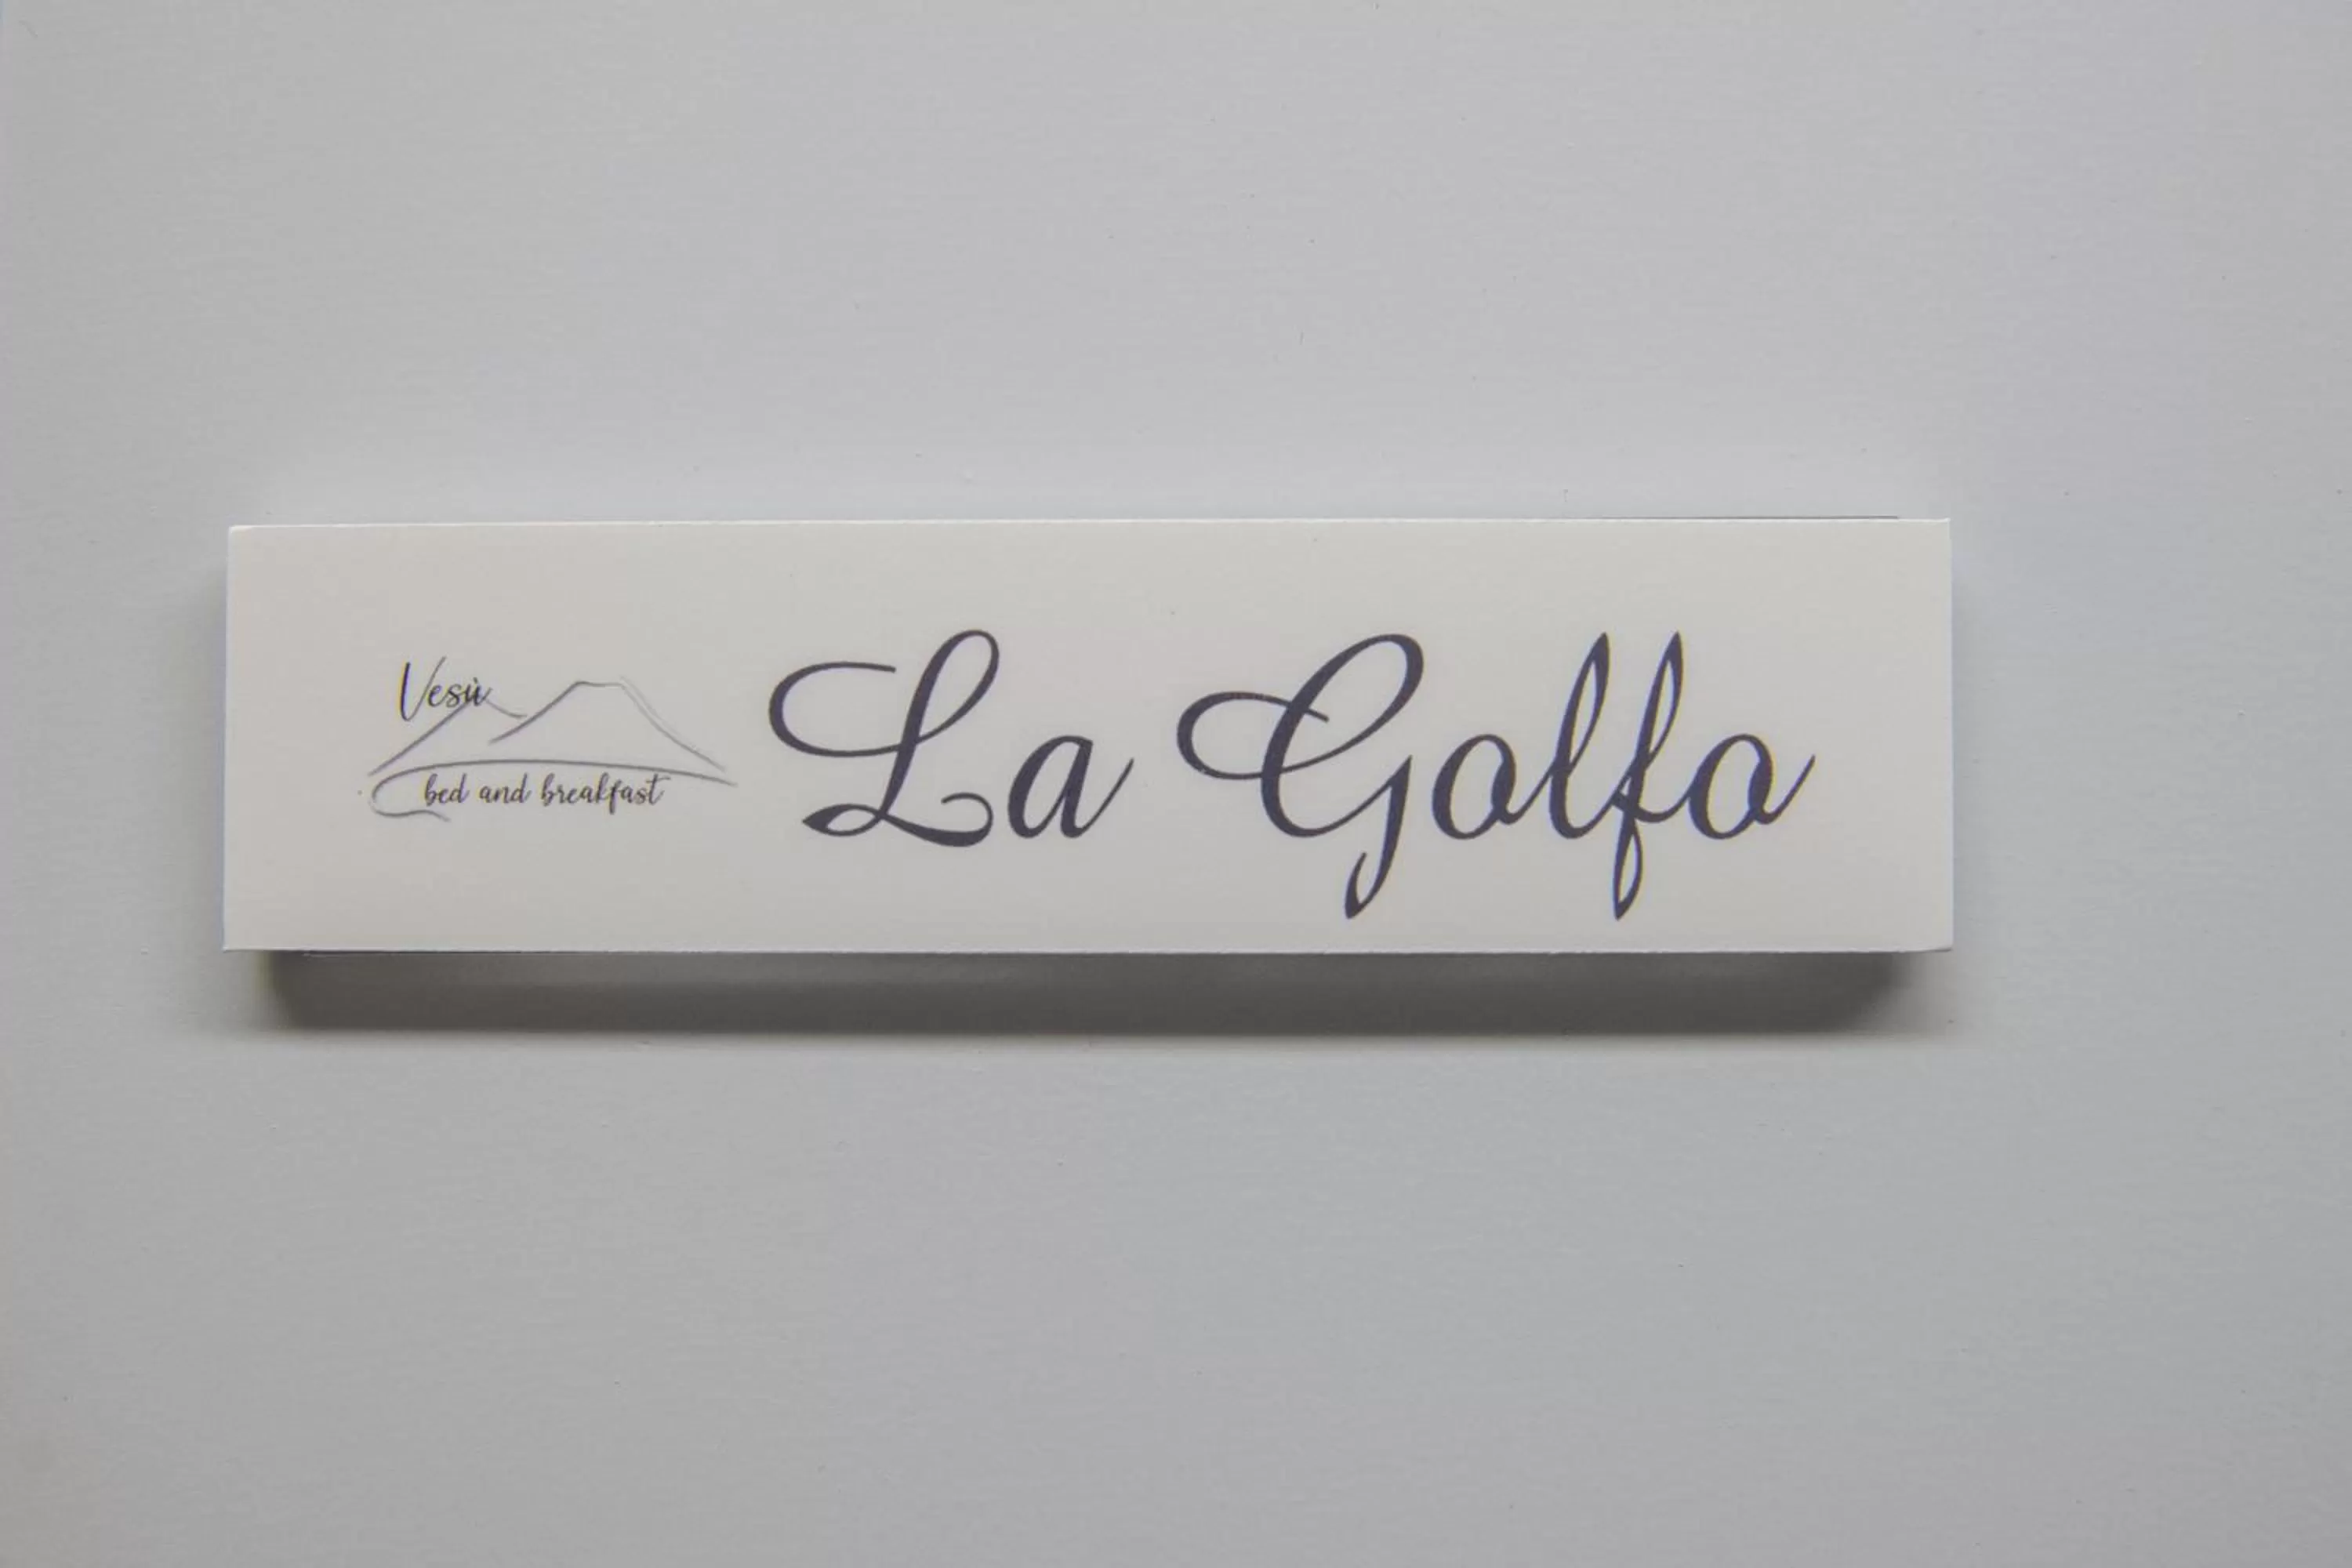 Vesù
bed and breakfast
La Golfo